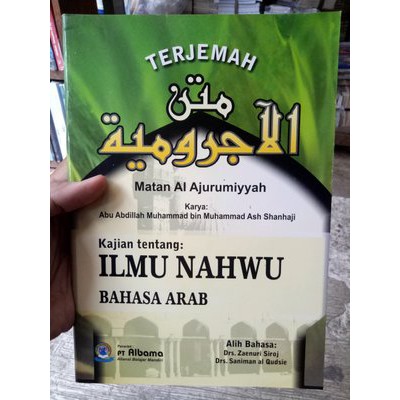 TERJEMAH
متن
الآجرومية
Matan Al Ajurumiyyah
Karya:
Abu Abdillah Muhammad bin Muhammad Ash Shanhaji
Kajian tentang:
ILMU NAHWU
BAHASA ARAB
Penerbit
PT Albama
Alih Bahasa:
Drs. Zaenuri Siroj
Drs. Saniman al Qudsie